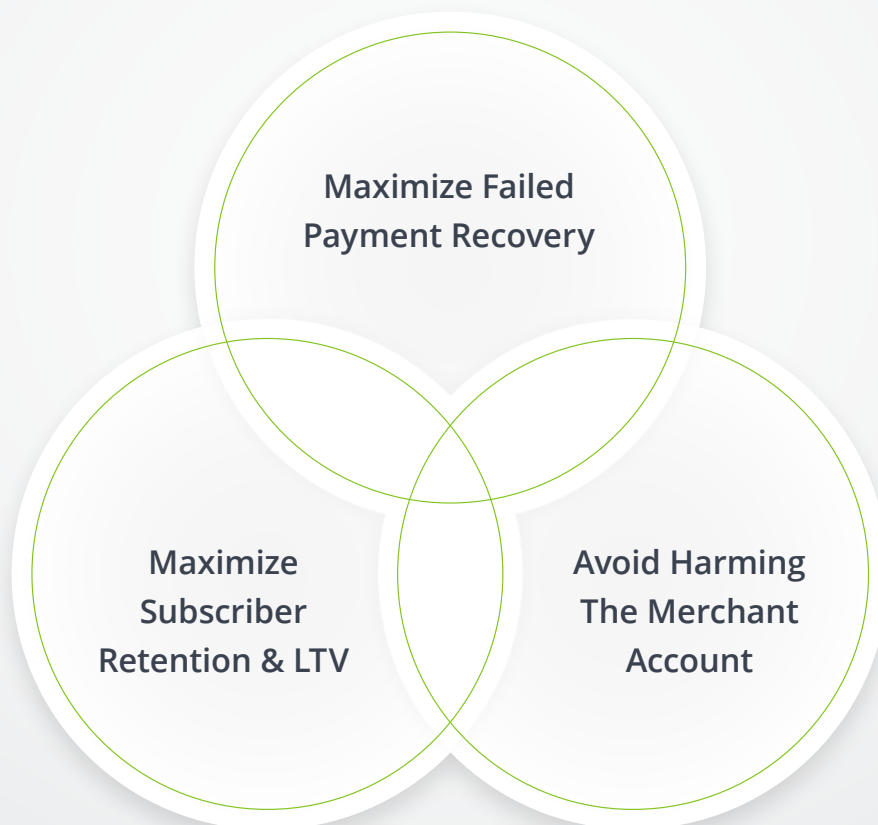 Maximize Failed
Payment Recovery
Maximize
Subscriber
Retention & LTV
Avoid Harming
The Merchant
Account